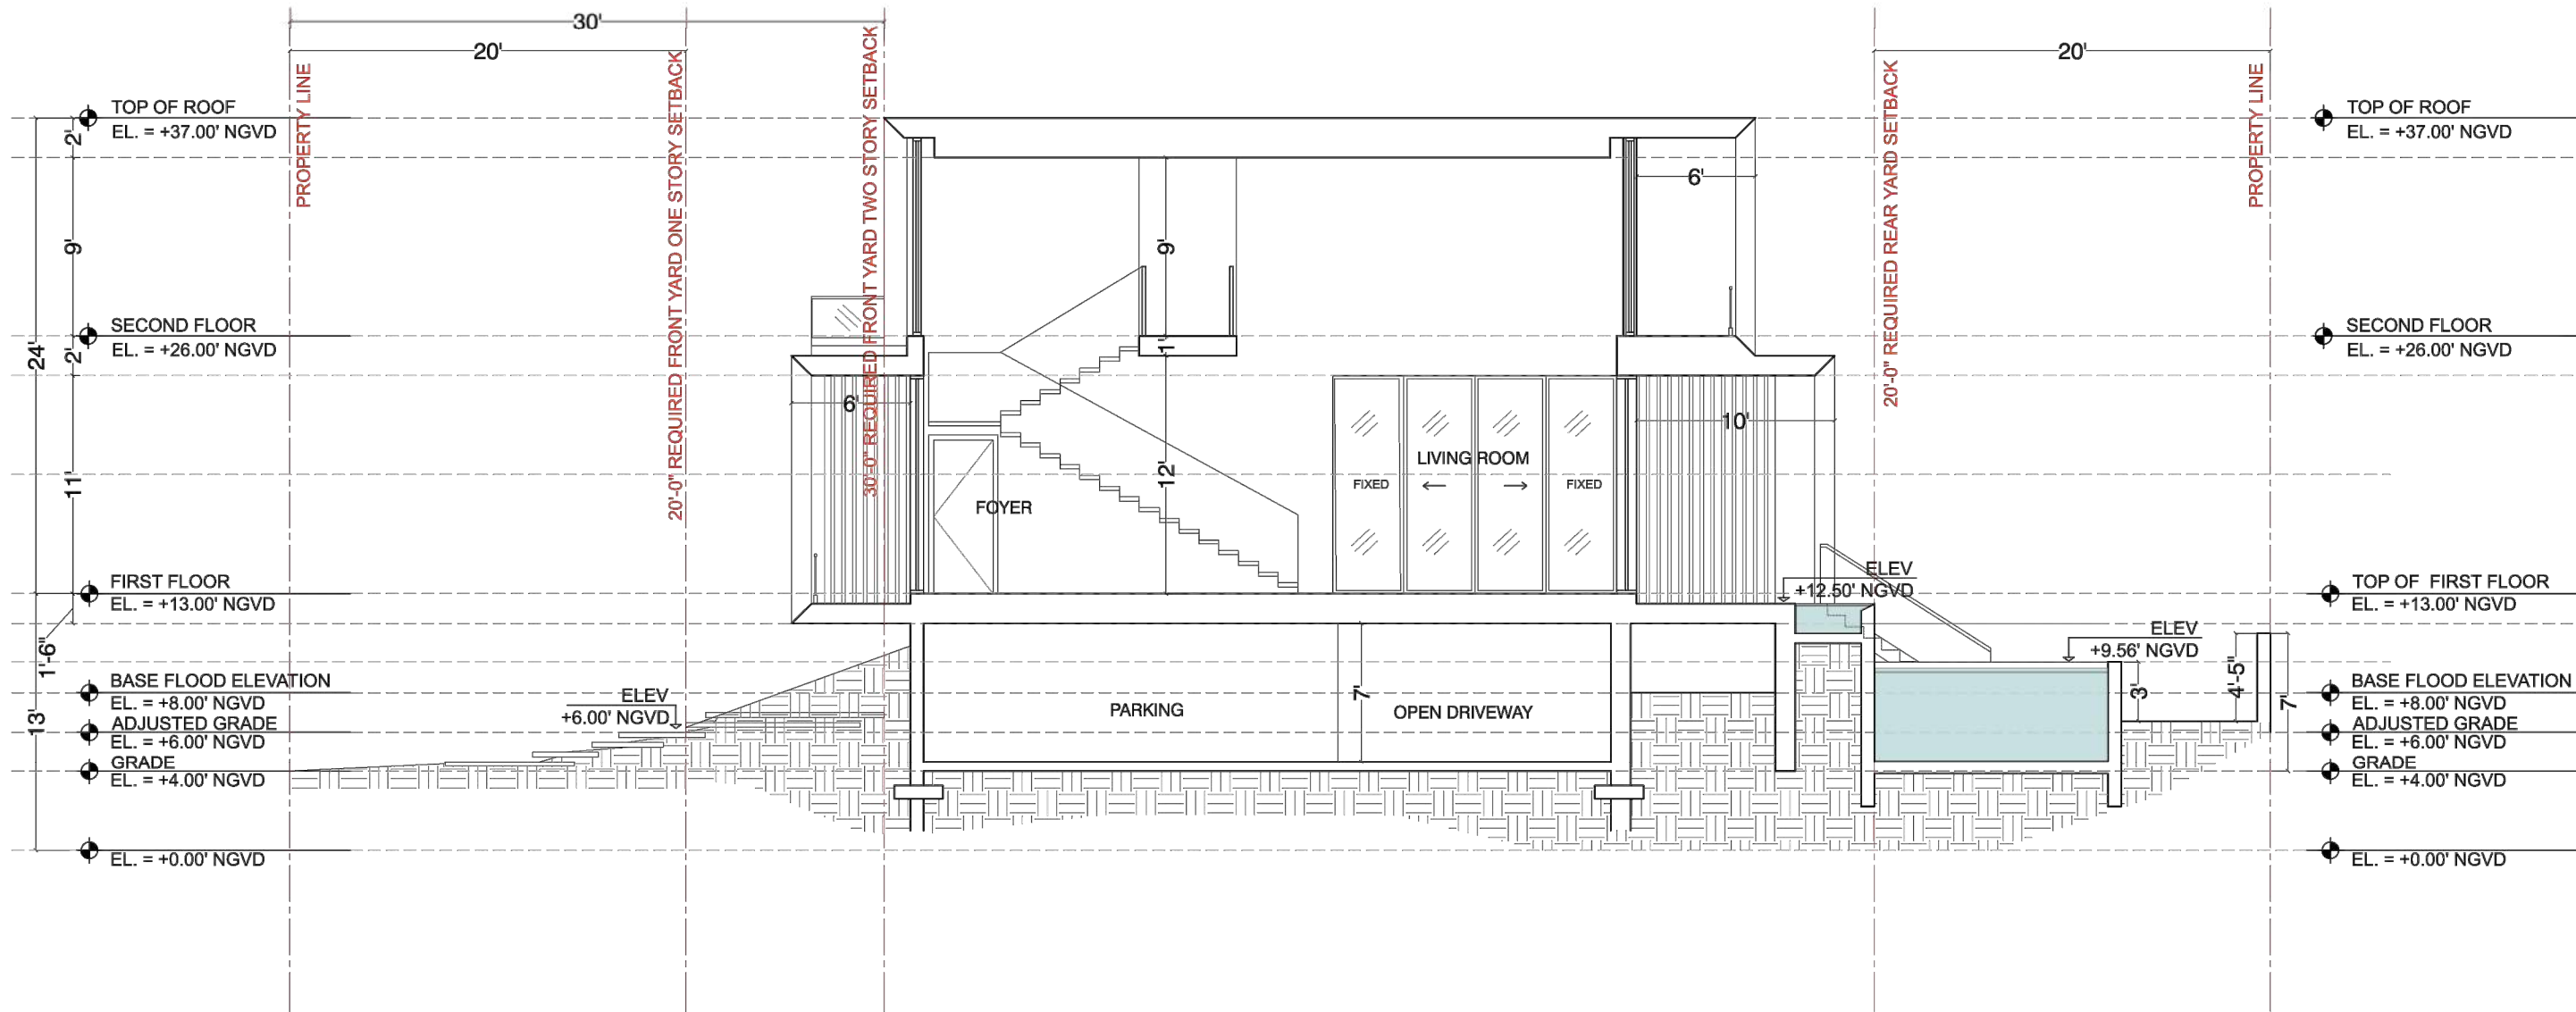 30'
20'
20'
PROPERTY LINE
20'-0" REQUIRED FRONT YARD ONE STORY SETBACK
30'-0" REQUIRED FRONT YARD TWO STORY SETBACK
20'-0" REQUIRED REAR YARD SETBACK
PROPERTY LINE
TOP OF ROOF
EL. = +37.00' NGVD
2'
9'
SECOND FLOOR
EL. = +26.00' NGVD
2'
24'
11'
FIRST FLOOR
EL. = +13.00' NGVD
1'-6"
BASE FLOOD ELEVATION
EL. = +8.00' NGVD
ADJUSTED GRADE
EL. = +6.00' NGVD
13'
GRADE
EL. = +4.00' NGVD
EL. = +0.00' NGVD
ELEV
+6.00' NGVD
6'
9'
1'
12'
FOYER
6'
LIVING ROOM
FIXED
FIXED
10'
PARKING
7'
OPEN DRIVEWAY
ELEV
+12.50' NGVD
ELEV
+9.56' NGVD
3'
4'-5"
7'
TOP OF ROOF
EL. = +37.00' NGVD
SECOND FLOOR
EL. = +26.00' NGVD
TOP OF FIRST FLOOR
EL. = +13.00' NGVD
BASE FLOOD ELEVATION
EL. = +8.00' NGVD
ADJUSTED GRADE
EL. = +6.00' NGVD
GRADE
EL. = +4.00' NGVD
EL. = +0.00' NGVD